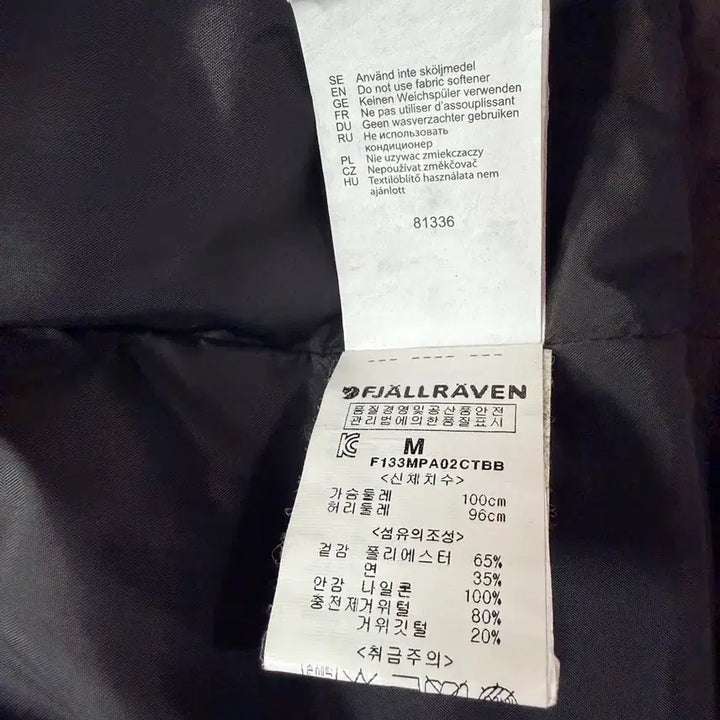 SE Använd inte sköljmedel
EN Do not use fabric softener
GE Keinen Weichspüler verwenden
FR Ne pas utiliser d'assouplissant
DU Geen wasverzachter gebruiken
RU Не использовать
кондиционер
PL Nie uzywac zmiekczaczy
CZ Nepoužívat změkčovač
HU Textilöblítő használata nem
ajánlott
81336
FJÄLLRÄVEN
품질경영및공산품안전
관리법에의한품질표시
M
F133MPA02CTBB
<신체치수>
가슴둘레 100cm
허리둘레 96cm
<섬유의조성>
겉감 폴리에스터 65%
면 35%
안감 나일론 100%
충전제거위털 80%
거위깃털 20%
<취급주의>